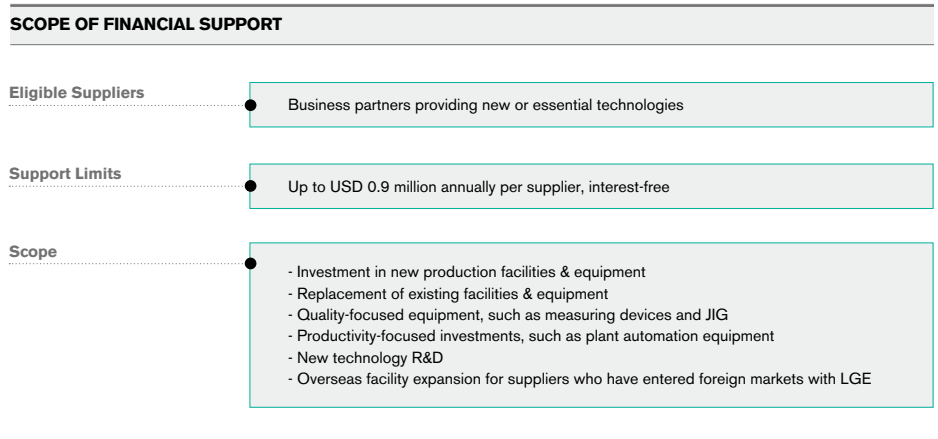 SCOPE OF FINANCIAL SUPPORT
Eligible Suppliers
Business partners providing new or essential technologies
Support Limits
Up to USD 0.9 million annually per supplier, interest-free
Scope
- Investment in new production facilities & equipment
- Replacement of existing facilities & equipment
- Quality-focused equipment, such as measuring devices and JIG
- Productivity-focused investments, such as plant automation equipment
- New technology R&D
- Overseas facility expansion for suppliers who have entered foreign markets with LGE